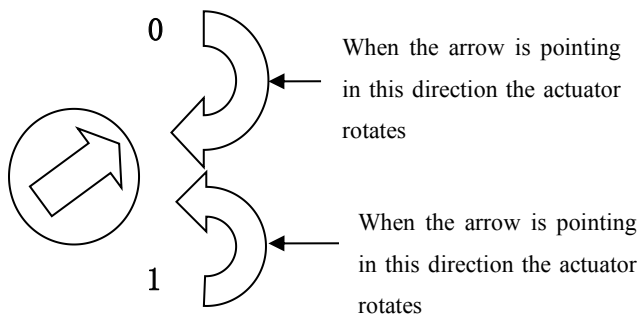 0
When the arrow is pointing
in this direction the actuator
rotates
When the arrow is pointing
in this direction the actuator
rotates
1